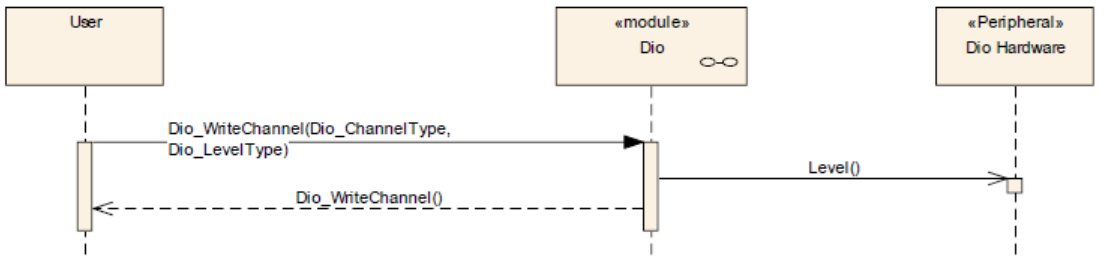 User
«module»
Dio
«Peripheral»
Dio Hardware
Dio_WriteChannel(Dio_ChannelType,
Dio_LevelType)
Level()
Dio_WriteChannel()